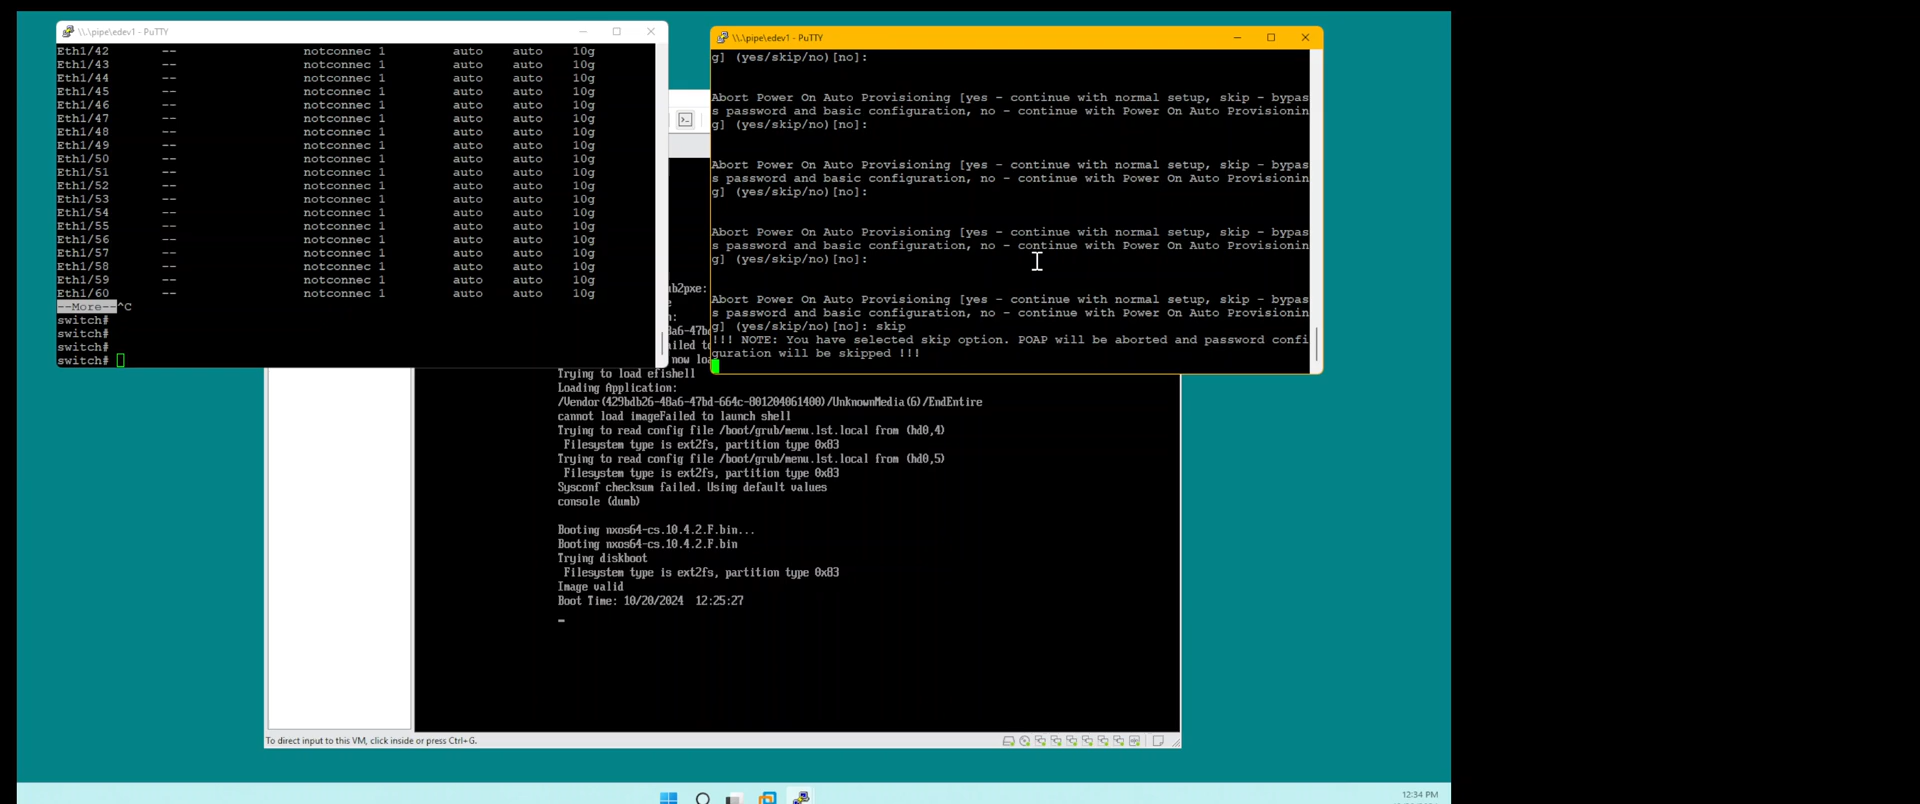 \\.\pipe\edev1 - PuTTY
Eth1/42 -- notconnec 1 auto auto 10g
Eth1/43 -- notconnec 1 auto auto 10g
Eth1/44 -- notconnec 1 auto auto 10g
Eth1/45 -- notconnec 1 auto auto 10g
Eth1/46 -- notconnec 1 auto auto 10g
Eth1/47 -- notconnec 1 auto auto 10g
Eth1/48 -- notconnec 1 auto auto 10g
Eth1/49 -- notconnec 1 auto auto 10g
Eth1/50 -- notconnec 1 auto auto 10g
Eth1/51 -- notconnec 1 auto auto 10g
Eth1/52 -- notconnec 1 auto auto 10g
Eth1/53 -- notconnec 1 auto auto 10g
Eth1/54 -- notconnec 1 auto auto 10g
Eth1/55 -- notconnec 1 auto auto 10g
Eth1/56 -- notconnec 1 auto auto 10g
Eth1/57 -- notconnec 1 auto auto 10g
Eth1/58 -- notconnec 1 auto auto 10g
Eth1/59 -- notconnec 1 auto auto 10g
Eth1/60 -- notconnec 1 auto auto 10g
--More--^C
switch#
switch#
switch#
switch#
\\.\pipe\edev1 - PuTTY
g] (yes/skip/no)[no]:
Abort Power On Auto Provisioning [yes - continue with normal setup, skip - bypas
s password and basic configuration, no - continue with Power On Auto Provisionin
g] (yes/skip/no)[no]:
Abort Power On Auto Provisioning [yes - continue with normal setup, skip - bypas
s password and basic configuration, no - continue with Power On Auto Provisionin
g] (yes/skip/no)[no]:
Abort Power On Auto Provisioning [yes - continue with normal setup, skip - bypas
s password and basic configuration, no - continue with Power On Auto Provisionin
g] (yes/skip/no)[no]:
Abort Power On Auto Provisioning [yes - continue with normal setup, skip - bypas
s password and basic configuration, no - continue with Power On Auto Provisionin
g] (yes/skip/no)[no]: skip
!!! NOTE: You have selected skip option. POAP will be aborted and password confi
guration will be skipped !!!
ub2pxe:
e
n:
8a6-47bd
iled to
now loa
Trying to load efishell
Loading Application:
/Vendor(429bdb26-48a6-47bd-664c-801204061400)/UnknownMedia(6)/EndEntire
cannot load imageFailed to launch shell
Trying to read config file /boot/grub/menu.lst.local from (hd0,4)
Filesystem type is ext2fs, partition type 0x83
Trying to read config file /boot/grub/menu.lst.local from (hd0,5)
Filesystem type is ext2fs, partition type 0x83
Sysconf checksum failed. Using default values
console (dumb)
Booting nxos64-cs.10.4.2.F.bin...
Booting nxos64-cs.10.4.2.F.bin
Trying diskboot
Filesystem type is ext2fs, partition type 0x83
Image valid
Boot Time: 10/20/2024 12:25:27
To direct input to this VM, click inside or press Ctrl+G.
12:34 PM